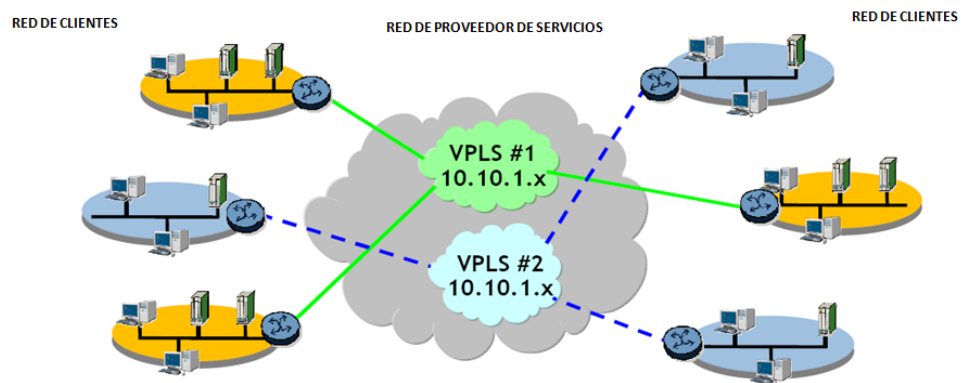 RED DE CLIENTES
RED DE PROVEEDOR DE SERVICIOS
RED DE CLIENTES
VPLS #1
10.10.1.x
VPLS #2
10.10.1.x